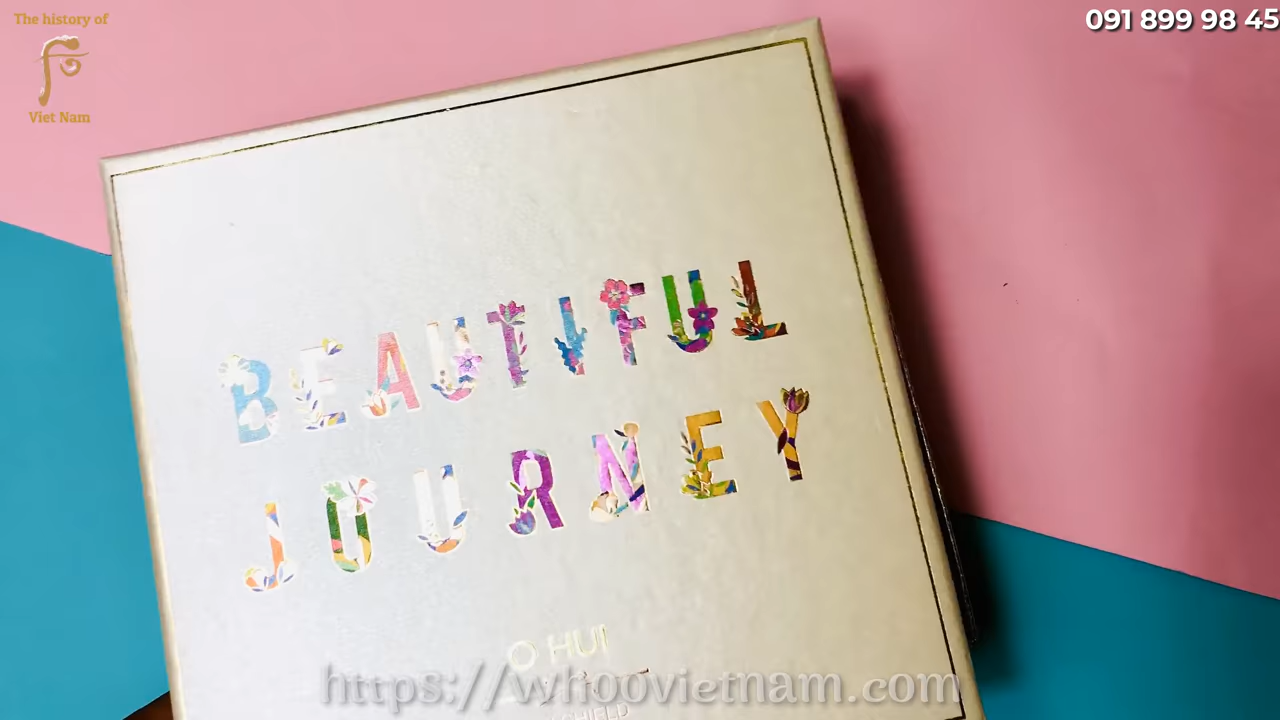 The history of
Viet Nam
091 899 98 45
BEAUTIFUL
JOURNEY
O HUI
https://whoovietnam.com